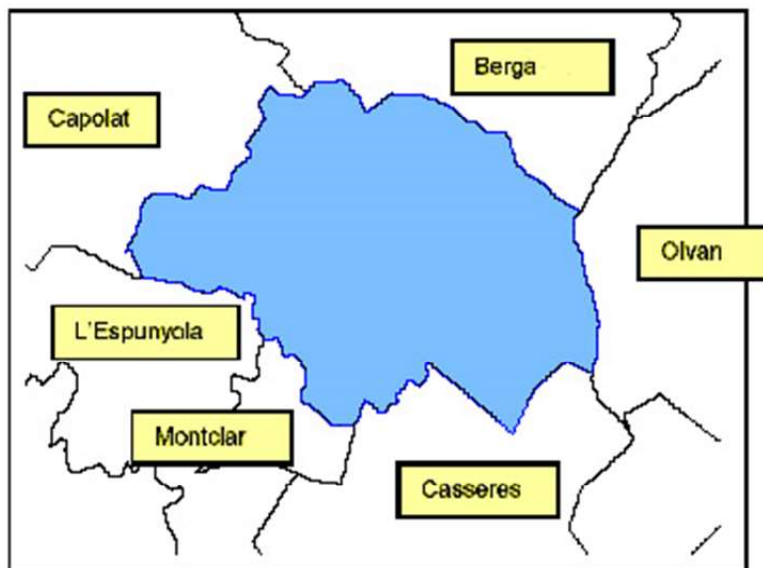 Berga
Capolat
Olvan
L'Espunyola
Montclar
Casseres